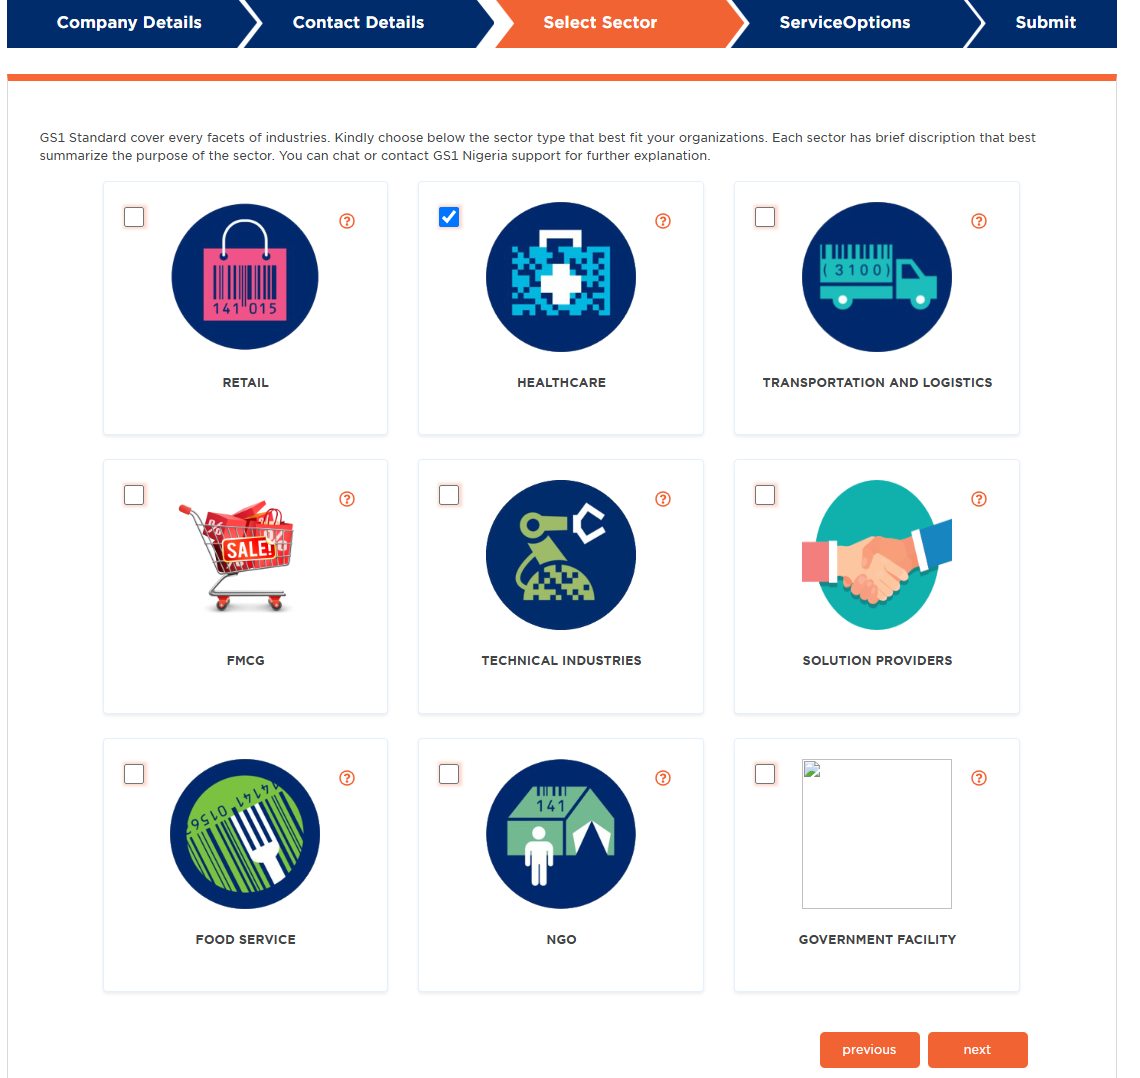 Company Details
Contact Details
Select Sector
ServiceOptions
Submit
GS1 Standard cover every facets of industries. Kindly choose below the sector type that best fit your organizations. Each sector has brief discription that best
summarize the purpose of the sector. You can chat or contact GS1 Nigeria support for further explanation.
?
141 015
RETAIL
?
HEALTHCARE
?
(3100)
TRANSPORTATION AND LOGISTICS
?
%
%
SALE!
FMCG
?
TECHNICAL INDUSTRIES
?
SOLUTION PROVIDERS
?
14141 01562
FOOD SERVICE
?
141
NGO
?
GOVERNMENT FACILITY
previous
next